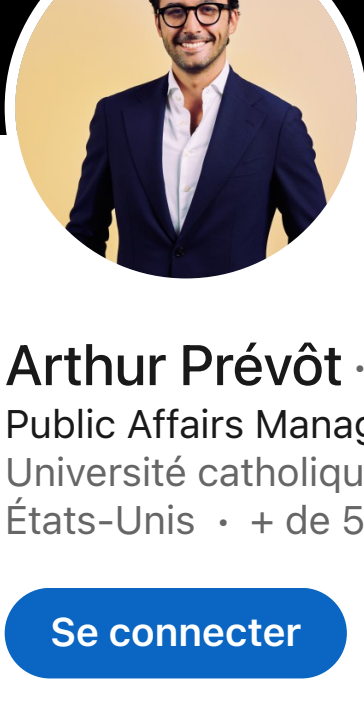 Arthur Prévôt ·
Public Affairs Manag
Université catholiqu
États-Unis · + de 5
Se connecter